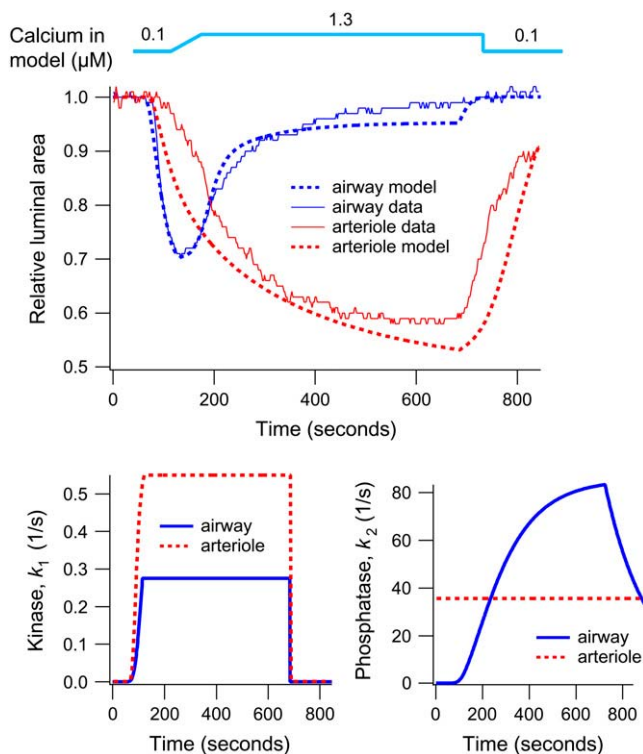 0.1 1.3 0.1
Calcium in
model (µM)
1.0
0.9
0.8
0.7
0.6
0.5
Relative luminal area
airway model
airway data
arteriole data
arteriole model
0 200 400 600 800
Time (seconds)
0.5
0.4
0.3
0.2
0.1
0.0
Kinase, k1 (1/s)
airway
arteriole
0 200 400 600 800
Time (seconds)
80
60
40
20
0
Phosphatase, k2 (1/s)
airway
arteriole
0 200 400 600 800
Time (seconds)